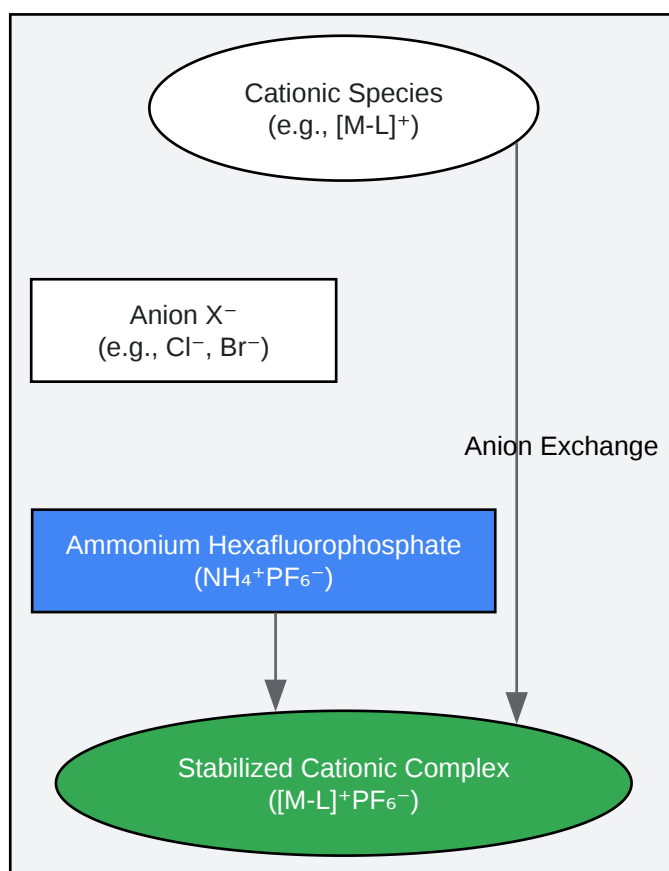 Cationic Species
(e.g., [M-L]⁺)
Anion X⁻
(e.g., Cl⁻, Br⁻)
Anion Exchange
Ammonium Hexafluorophosphate
(NH₄⁺PF₆⁻)
Stabilized Cationic Complex
([M-L]⁺PF₆⁻)